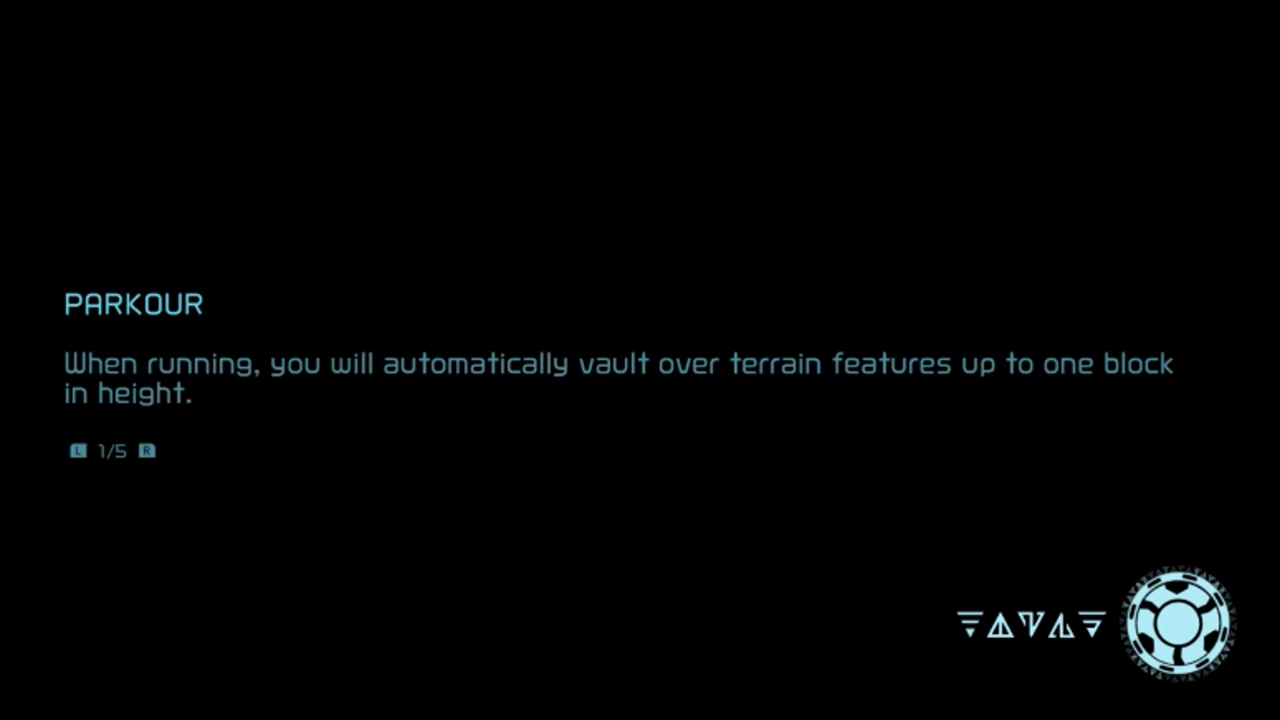 PARKOUR
When running, you will automatically vault over terrain features up to one block
in height.
L 1/5 R